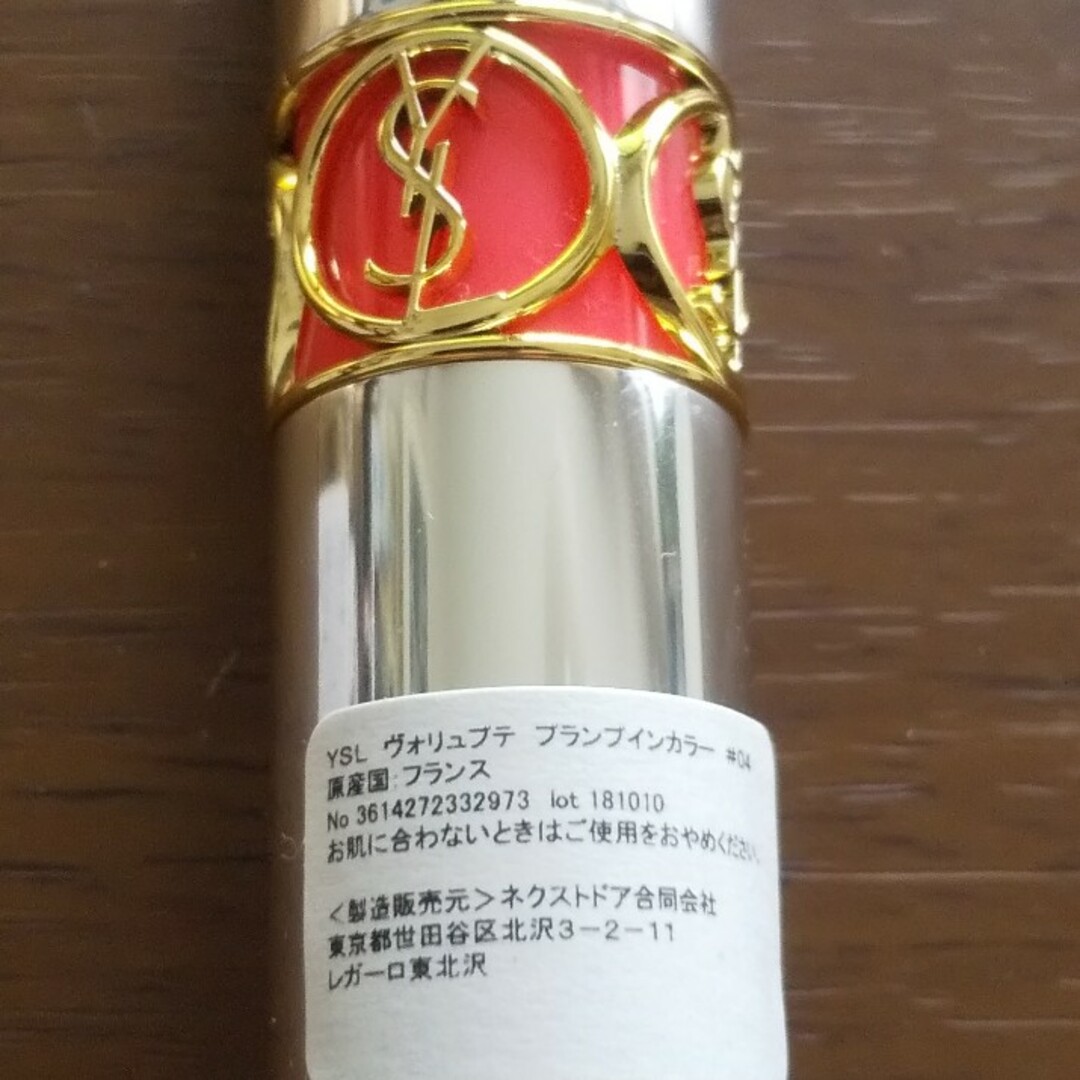 YSL
YSL ヴォリュプテ プランプインカラー #04
原産国:フランス
No 3614272332973 lot 181010
お肌に合わないときはご使用をおやめください。
<製造販売元>ネクストドア合同会社
東京都世田谷区北沢3-2-11
レガーロ東北沢